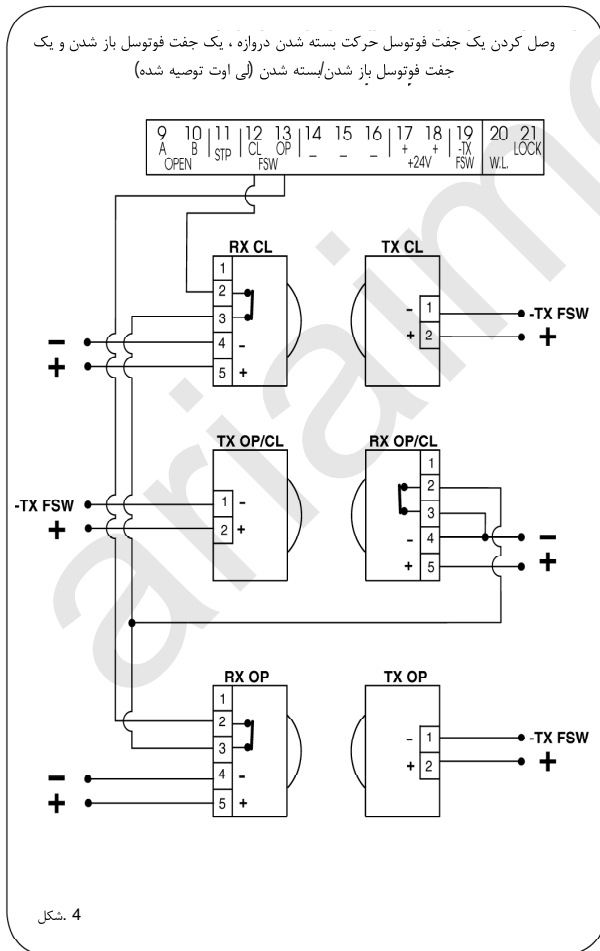 وصل کردن یک جفت فوتوسل حرکت بسته شدن دروازه ، یک جفت فوتوسل باز شدن و یک
جفت فوتوسل باز شدن/بسته شدن (لی اوت توصیه شده)
9 10 11 12 13 14 15 16 17 18 19 20 21
A B STP CL OP - - - + + -TX LOCK
OPEN FSW +24V FSW W.L.
RX CL TX CL
1
2
3
4 -
5 +
- 1 -TX FSW
+ 2 +
-
+
TX OP/CL RX OP/CL
-TX FSW 1 -
+ 2 +
1
2
3
- 4 -
+ 5 +
RX OP TX OP
1
2
3
4 -
5 +
- 1 -TX FSW
+ 2 +
-
+
شکل. 4
ariaime